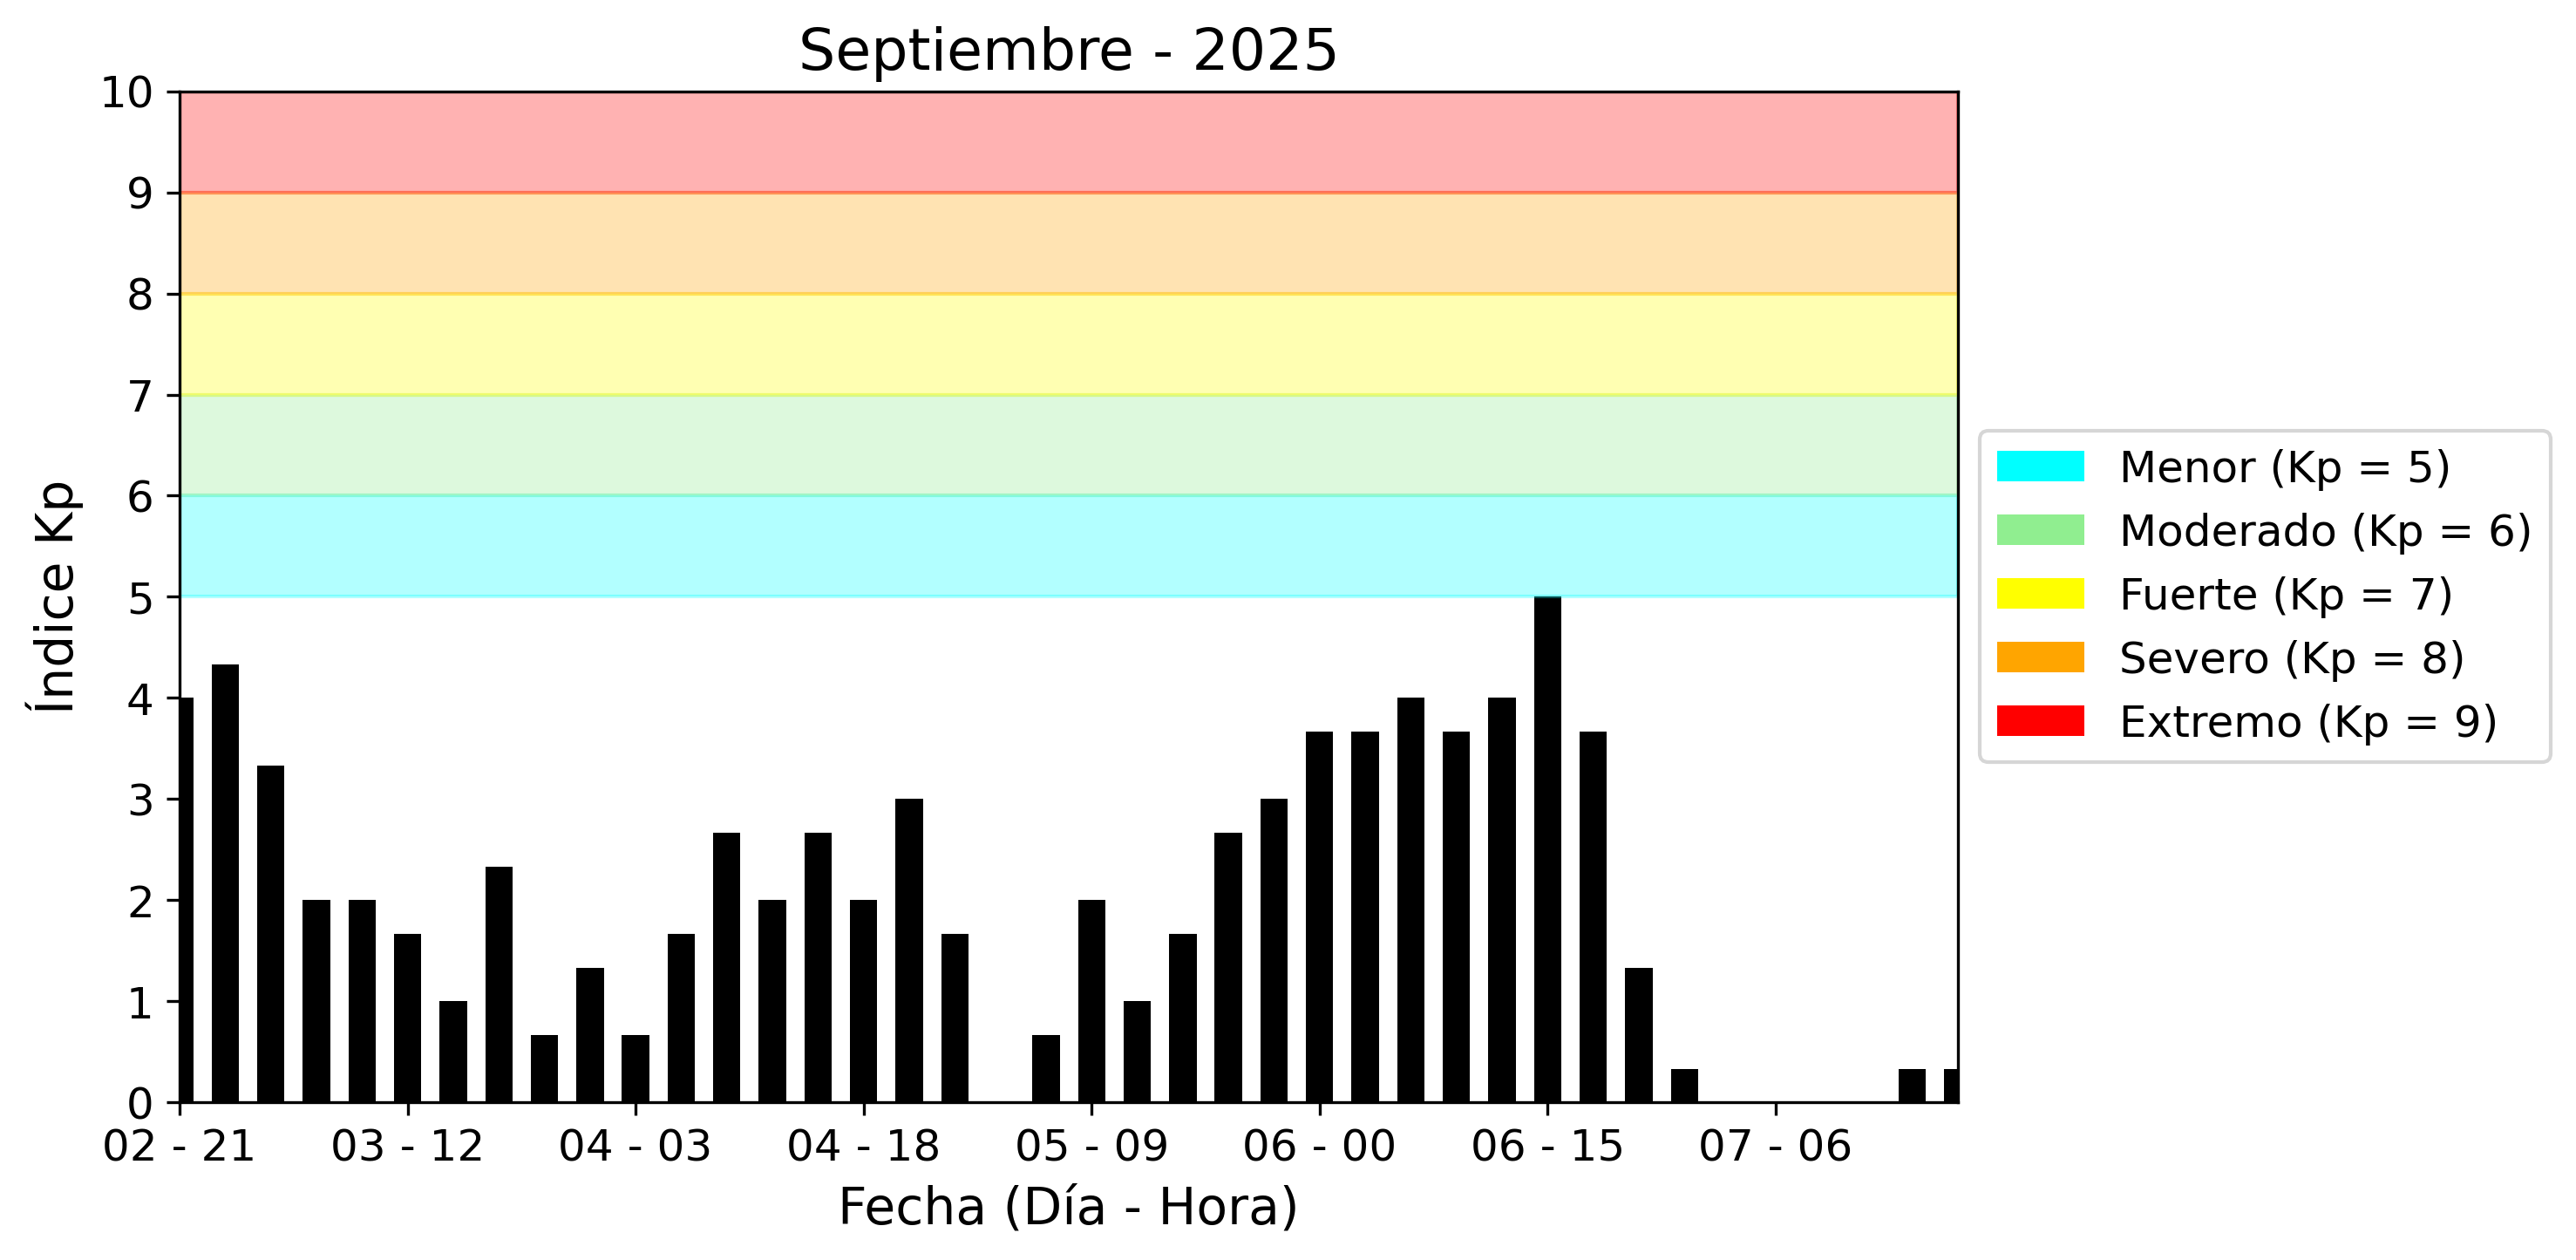 Septiembre - 2025
Índice Kp
10
9
8
7
6
5
4
3
2
1
0
02 - 21
03 - 12
04 - 03
04 - 18
05 - 09
06 - 00
06 - 15
07 - 06
Fecha (Día - Hora)
Menor (Kp = 5)
Moderado (Kp = 6)
Fuerte (Kp = 7)
Severo (Kp = 8)
Extremo (Kp = 9)